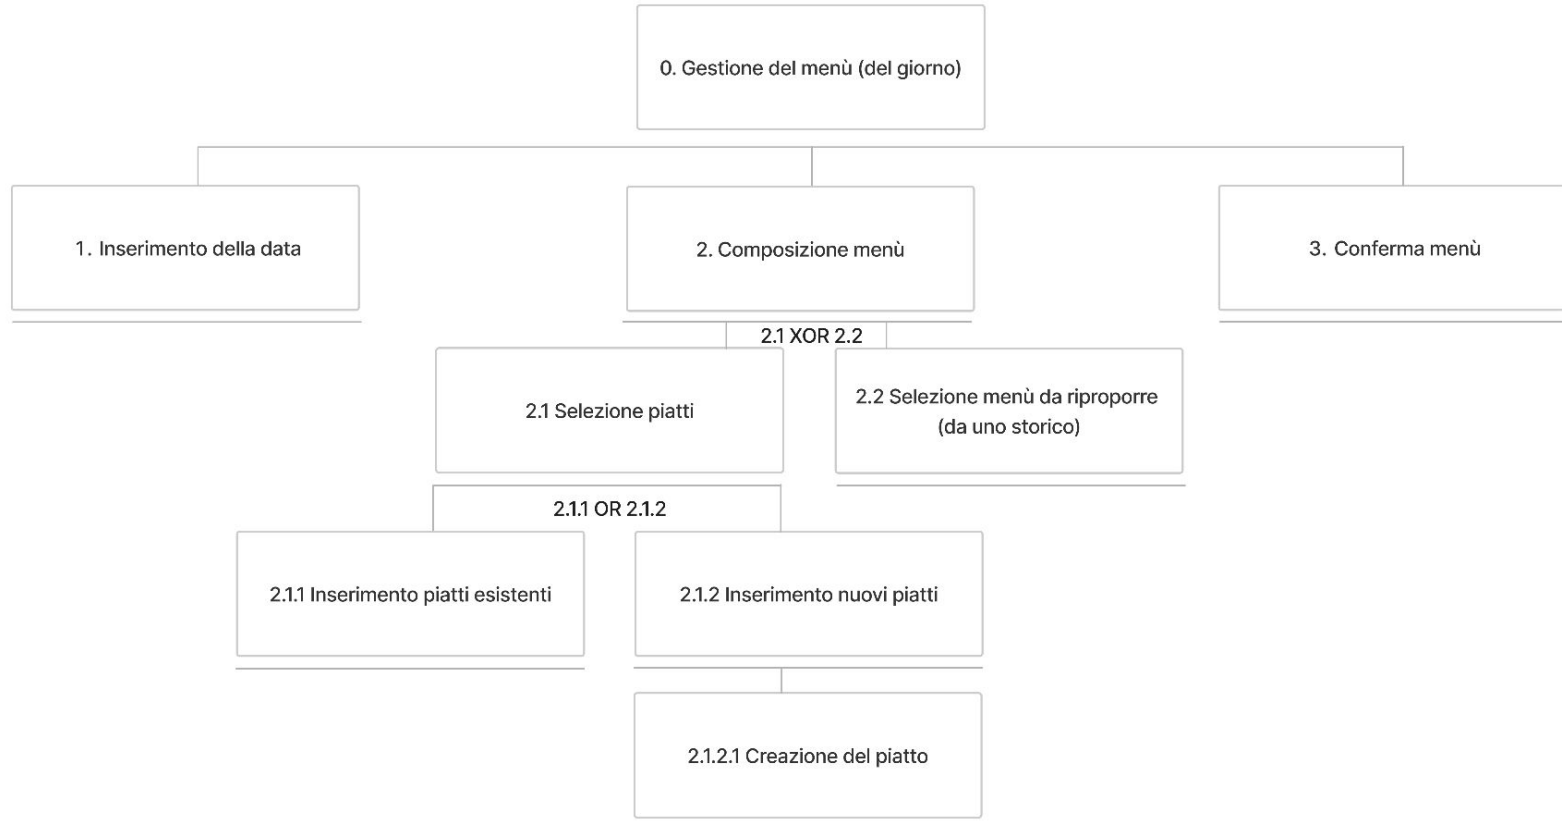 0. Gestione del menù (del giorno)
1. Inserimento della data
2. Composizione menù
3. Conferma menù
2.1 XOR 2.2
2.1 Selezione piatti
2.2 Selezione menù da riproporre
(da uno storico)
2.1.1 OR 2.1.2
2.1.1 Inserimento piatti esistenti
2.1.2 Inserimento nuovi piatti
2.1.2.1 Creazione del piatto